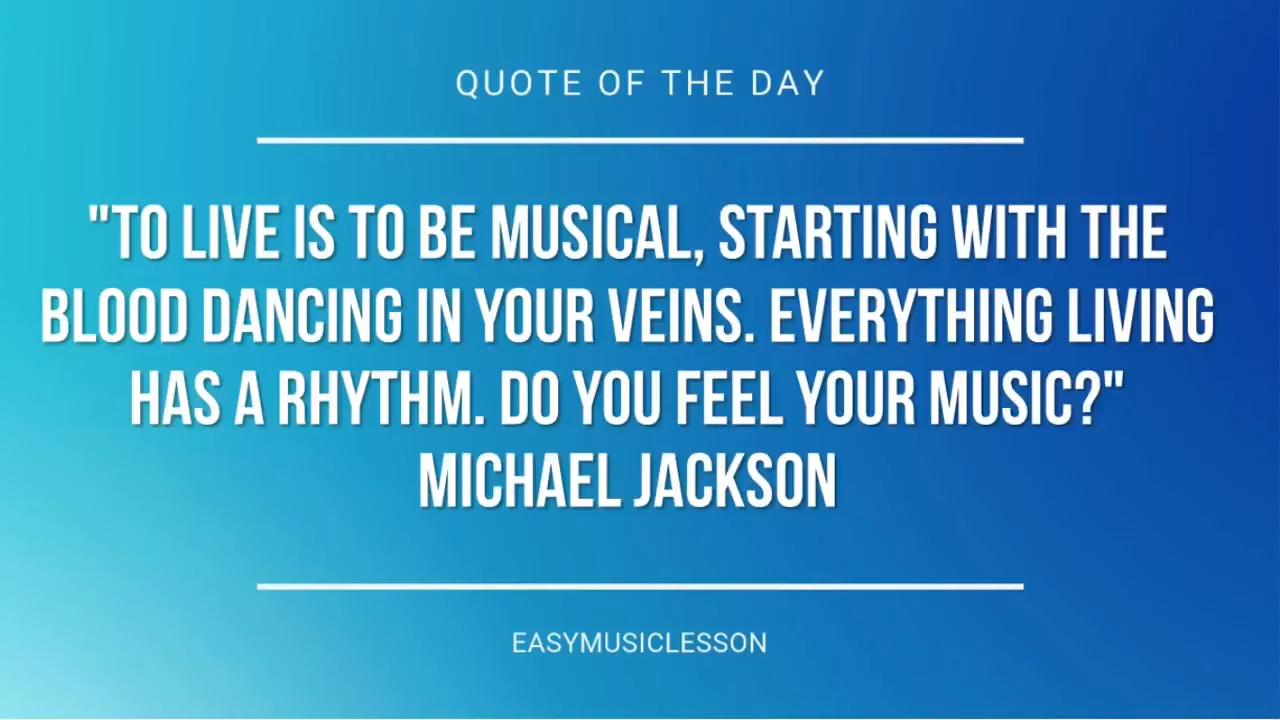 QUOTE OF THE DAY
"TO LIVE IS TO BE MUSICAL, STARTING WITH THE
BLOOD DANCING IN YOUR VEINS. EVERYTHING LIVING
HAS A RHYTHM. DO YOU FEEL YOUR MUSIC?"
MICHAEL JACKSON
EASYMUSICLESSON